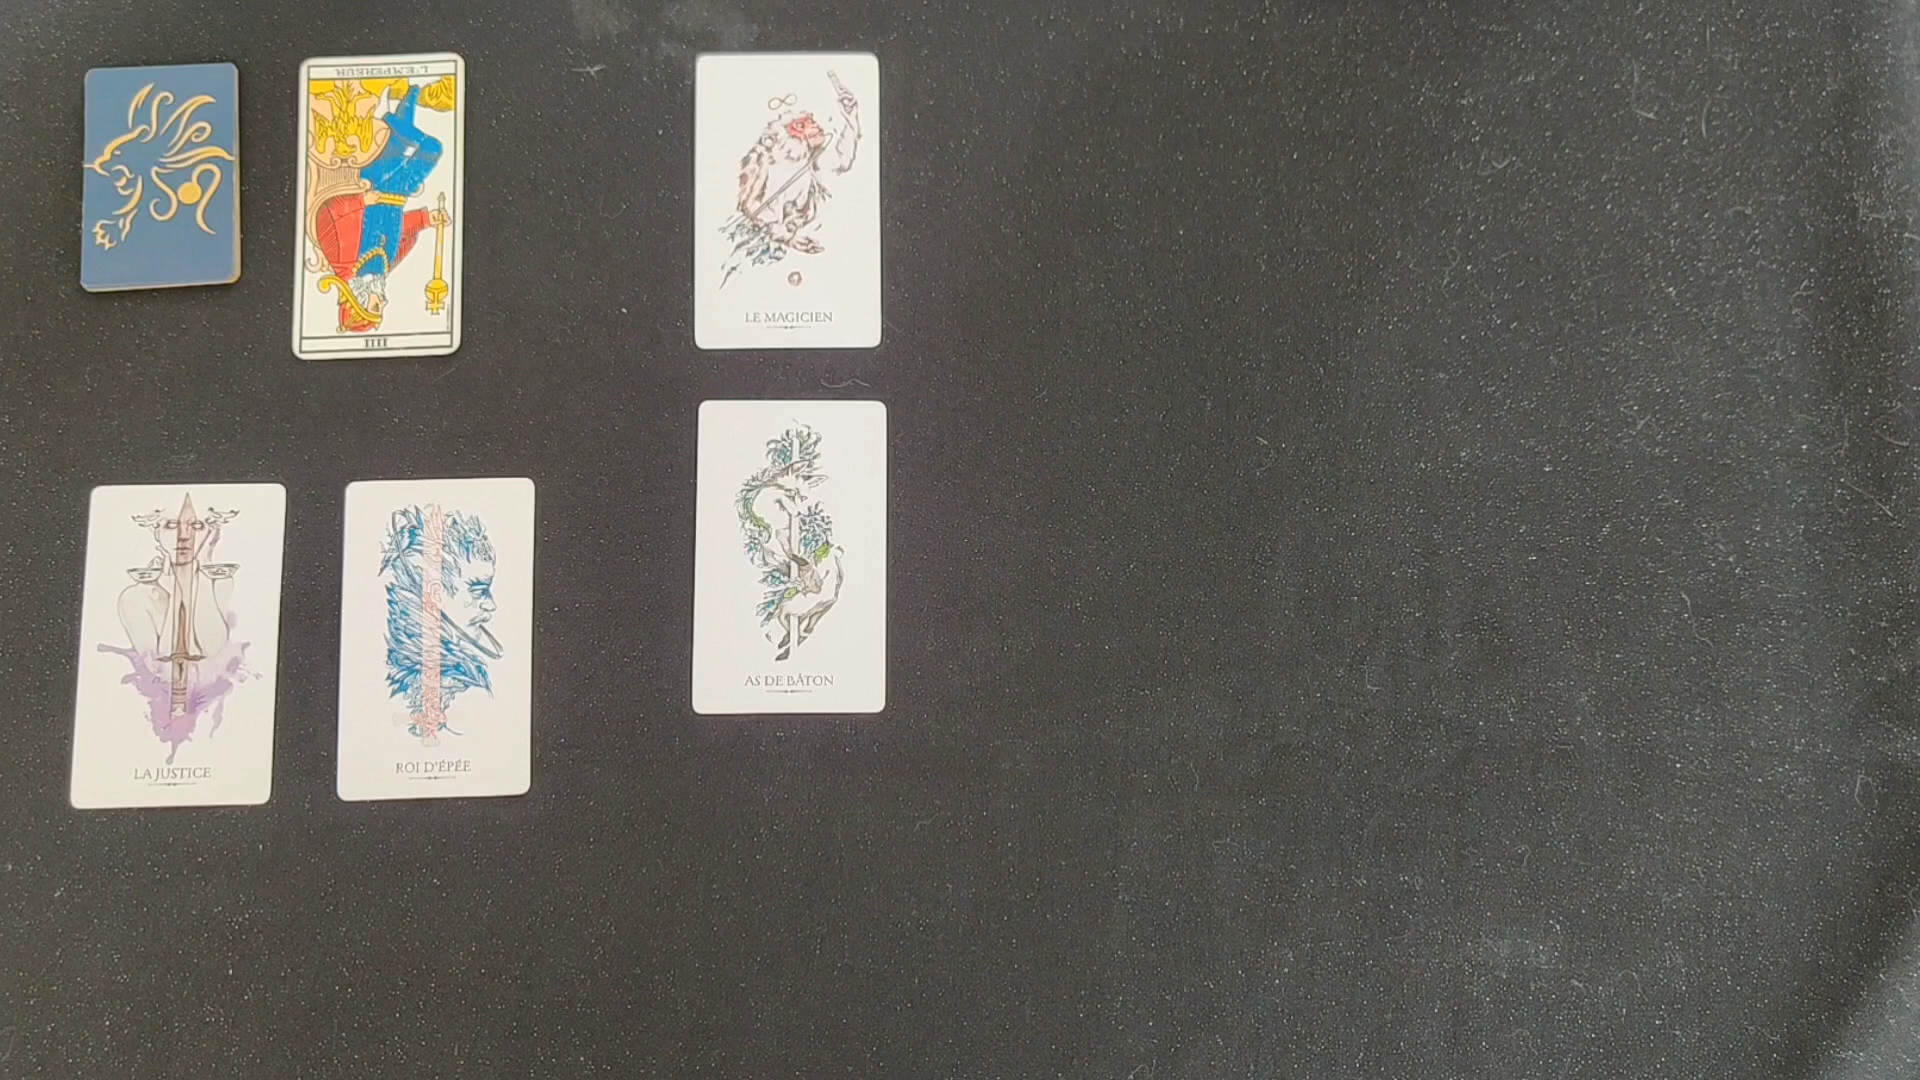 L'EMPEREUR
IIII
LE MAGICIEN
AS DE BÂTON
LA JUSTICE
ROI D'ÉPÉE